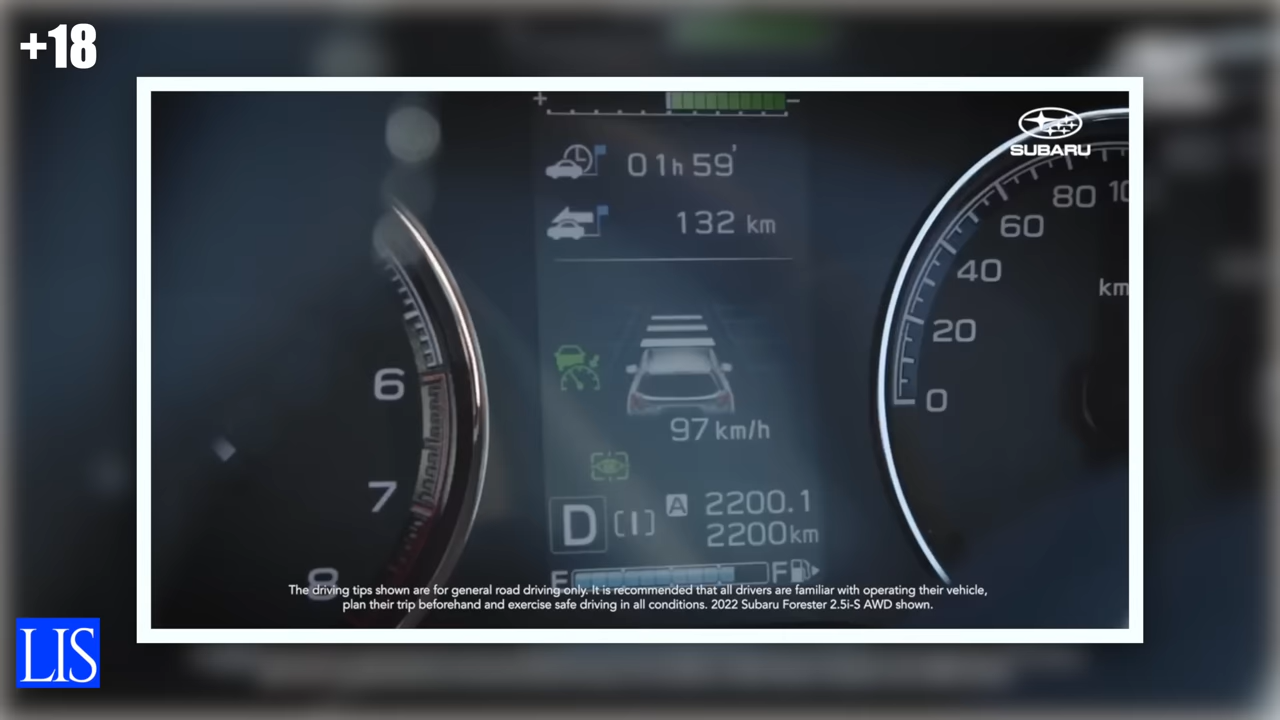 +18
SUBARU
+ −
01h59'
132 km
80 10
60
40
km
20
0
6
7
8
97 km/h
D [I] A 2200.1
2200km
E F
The driving tips shown are for general road driving only. It is recommended that all drivers are familiar with operating their vehicle,
plan their trip beforehand and exercise safe driving in all conditions. 2022 Subaru Forester 2.5i-S AWD shown.
LIS